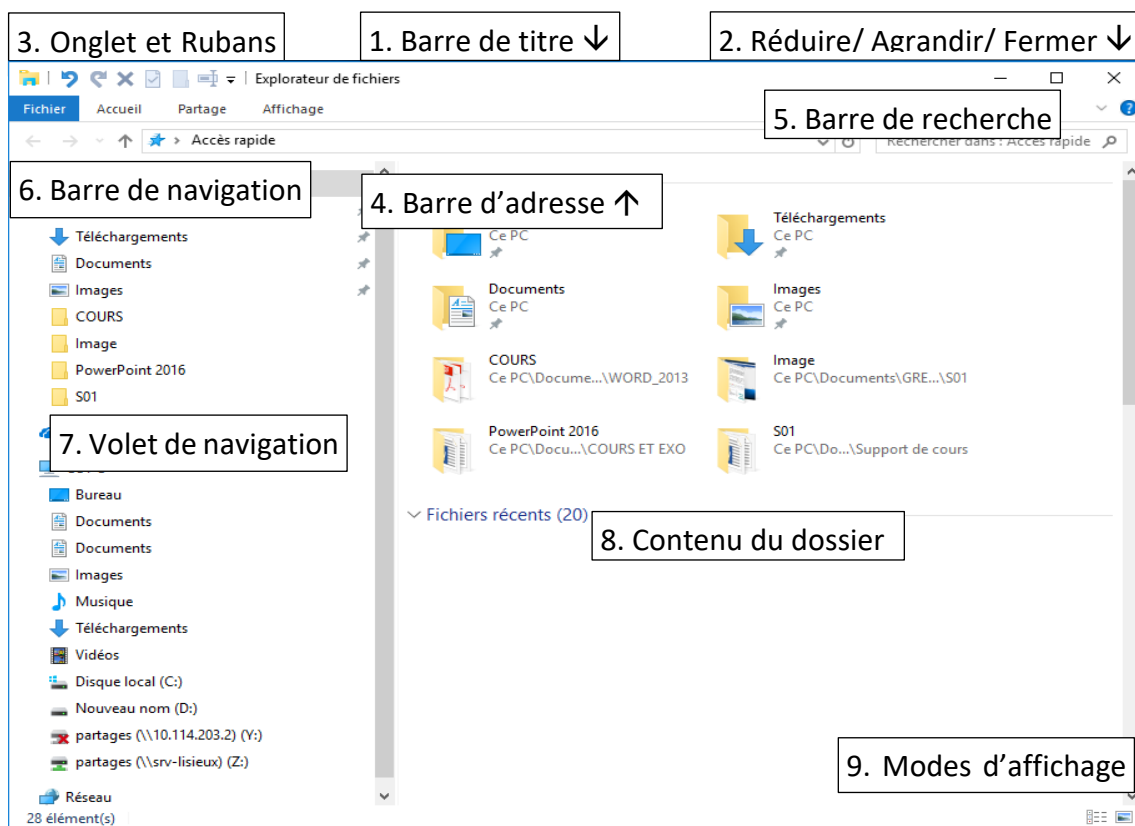 3. Onglet et Rubans
1. Barre de titre ↓
2. Réduire/ Agrandir/ Fermer ↓
Explorateur de fichiers
Fichier Accueil Partage Affichage
5. Barre de recherche
Accès rapide
Rechercher dans : Accès rapide
6. Barre de navigation
4. Barre d’adresse ↑
Téléchargements
Documents
Images
COURS
Image
PowerPoint 2016
S01
7. Volet de navigation
Bureau
Documents
Documents
Images
Musique
Téléchargements
Vidéos
Disque local (C:)
Nouveau nom (D:)
partages (\\10.114.203.2) (Y:)
partages (\\srv-lisieux) (Z:)
Réseau
28 élément(s)
Ce PC
Téléchargements
Ce PC
Documents
Ce PC
Images
Ce PC
COURS
Ce PC\Docume...\WORD_2013
Image
Ce PC\Documents\GRE...\S01
PowerPoint 2016
Ce PC\Docu...\COURS ET EXO
S01
Ce PC\Do...\Support de cours
Fichiers récents (20)
8. Contenu du dossier
9. Modes d’affichage